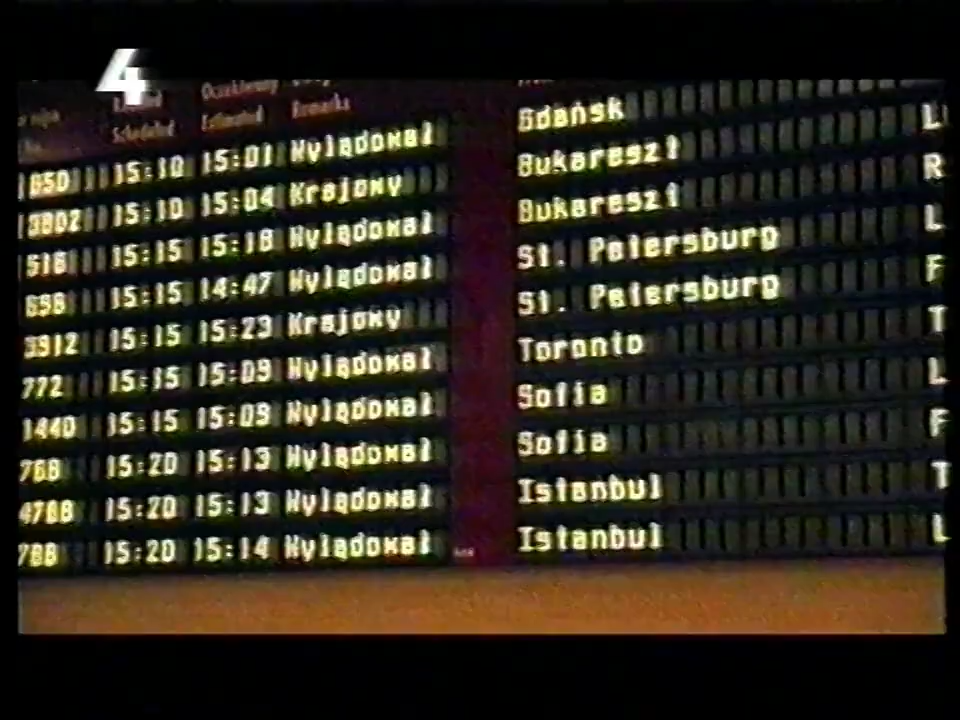 4
Oczekiwany
Scheduled Estimated Remarks
650 15:10 15:01 Wylądował
3802 15:10 15:04 Krajowy
516 15:15 15:18 Wylądował
698 15:15 14:47 Wylądował
3912 15:15 15:23 Krajowy
772 15:15 15:09 Wylądował
1440 15:15 15:09 Wylądował
768 15:20 15:13 Wylądował
4788 15:20 15:13 Wylądował
788 15:20 15:14 Wylądował
Gdańsk L
Bukareszt R
Bukareszt L
St. Petersburg F
St. Petersburg T
Toronto L
Sofia F
Sofia T
Istanbul L
Istanbul